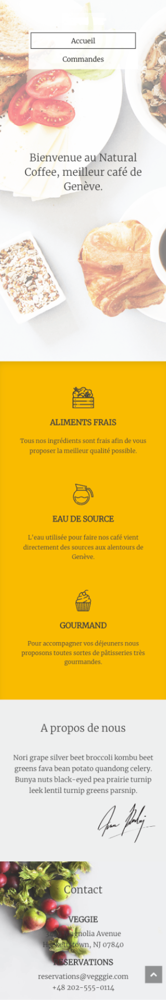 Accueil
Commandes
Bienvenue au Natural
Coffee, meilleur café de
Genève.
ALIMENTS FRAIS
Tous nos ingrédients sont frais afin de vous
proposer la meilleur qualité possible.
EAU DE SOURCE
L'eau utilisée pour faire nos café vient
directement des sources aux alentours de
Genève.
GOURMAND
Pour accompagner vos déjeuners nous
proposons toutes sortes de pâtisseries très
gourmandes.
A propos de nous
Nori grape silver beet broccoli kombu beet
greens fava bean potato quandong celery.
Bunya nuts black-eyed pea prairie turnip
leek lentil turnip greens parsnip.
Contact
VEGGIE
Magnolia Avenue
Hackettstown, NJ 07840
RESERVATIONS
reservations@vegggie.com
+48 202-555-0114